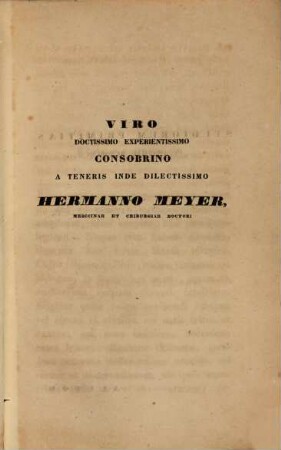 VIRO
DOCTISSIMO EXPERIENTISSIMO
CONSOBRINO
A TENERIS INDE DILECTISSIMO
HERMANNO MEYER,
MEDICINAE ET CHIRURGIAE DOCTORI